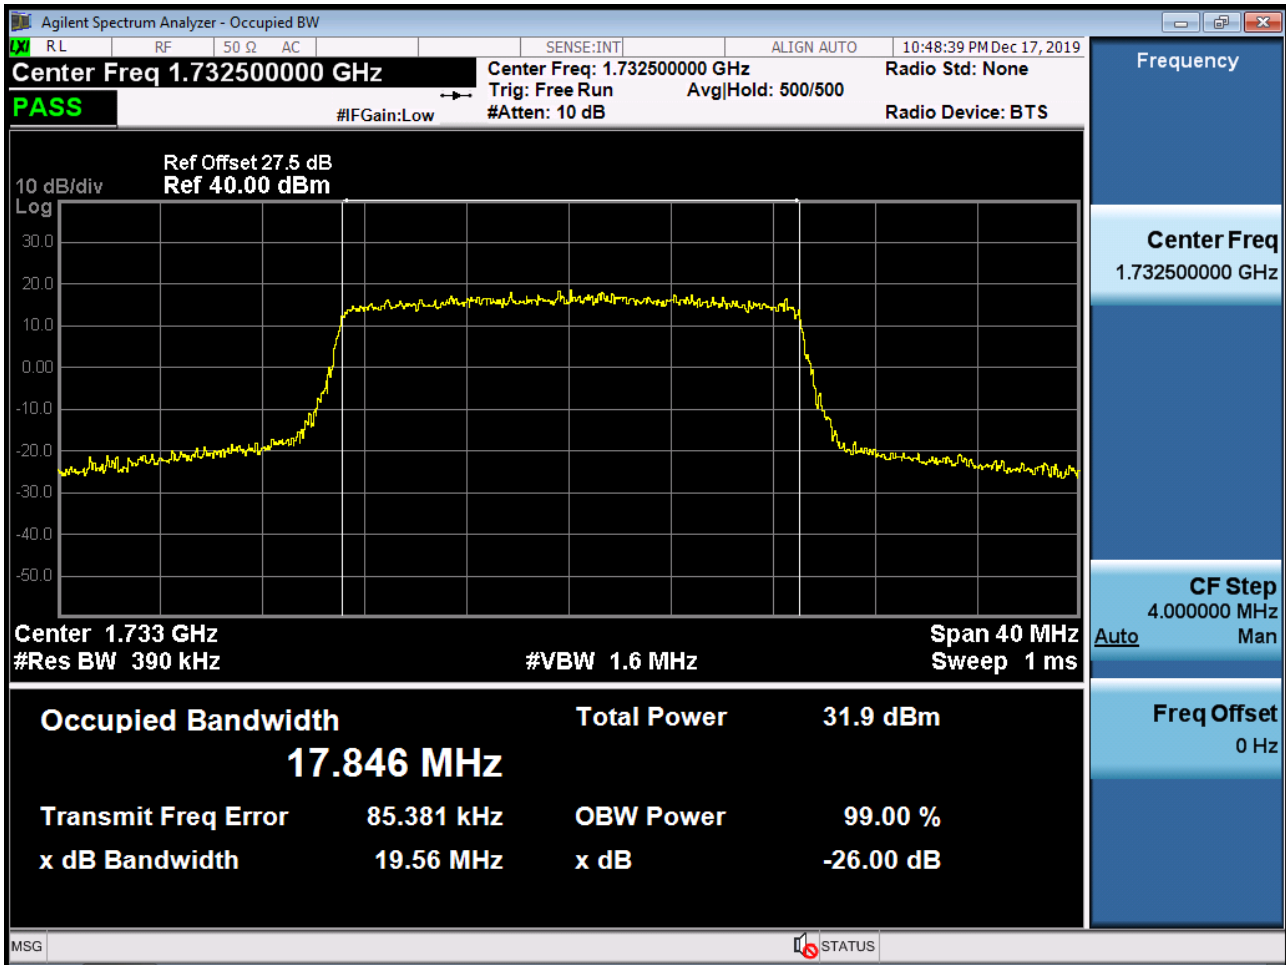 Agilent Spectrum Analyzer - Occupied BW
LXI RL RF 50 Ω AC SENSE:INT ALIGN AUTO 10:48:39 PM Dec 17, 2019
Center Freq 1.732500000 GHz
PASS
#IFGain:Low
Center Freq: 1.732500000 GHz
Trig: Free Run Avg|Hold: 500/500
#Atten: 10 dB
Radio Std: None
Radio Device: BTS
Ref Offset 27.5 dB
10 dB/div Ref 40.00 dBm
Log
30.0
20.0
10.0
0.00
-10.0
-20.0
-30.0
-40.0
-50.0
Center 1.733 GHz Span 40 MHz
#Res BW 390 kHz #VBW 1.6 MHz Sweep 1 ms
Occupied Bandwidth Total Power 31.9 dBm
17.846 MHz
Transmit Freq Error 85.381 kHz OBW Power 99.00 %
x dB Bandwidth 19.56 MHz x dB -26.00 dB
MSG STATUS
Frequency
Center Freq
1.732500000 GHz
CF Step
4.000000 MHz
Auto Man
Freq Offset
0 Hz